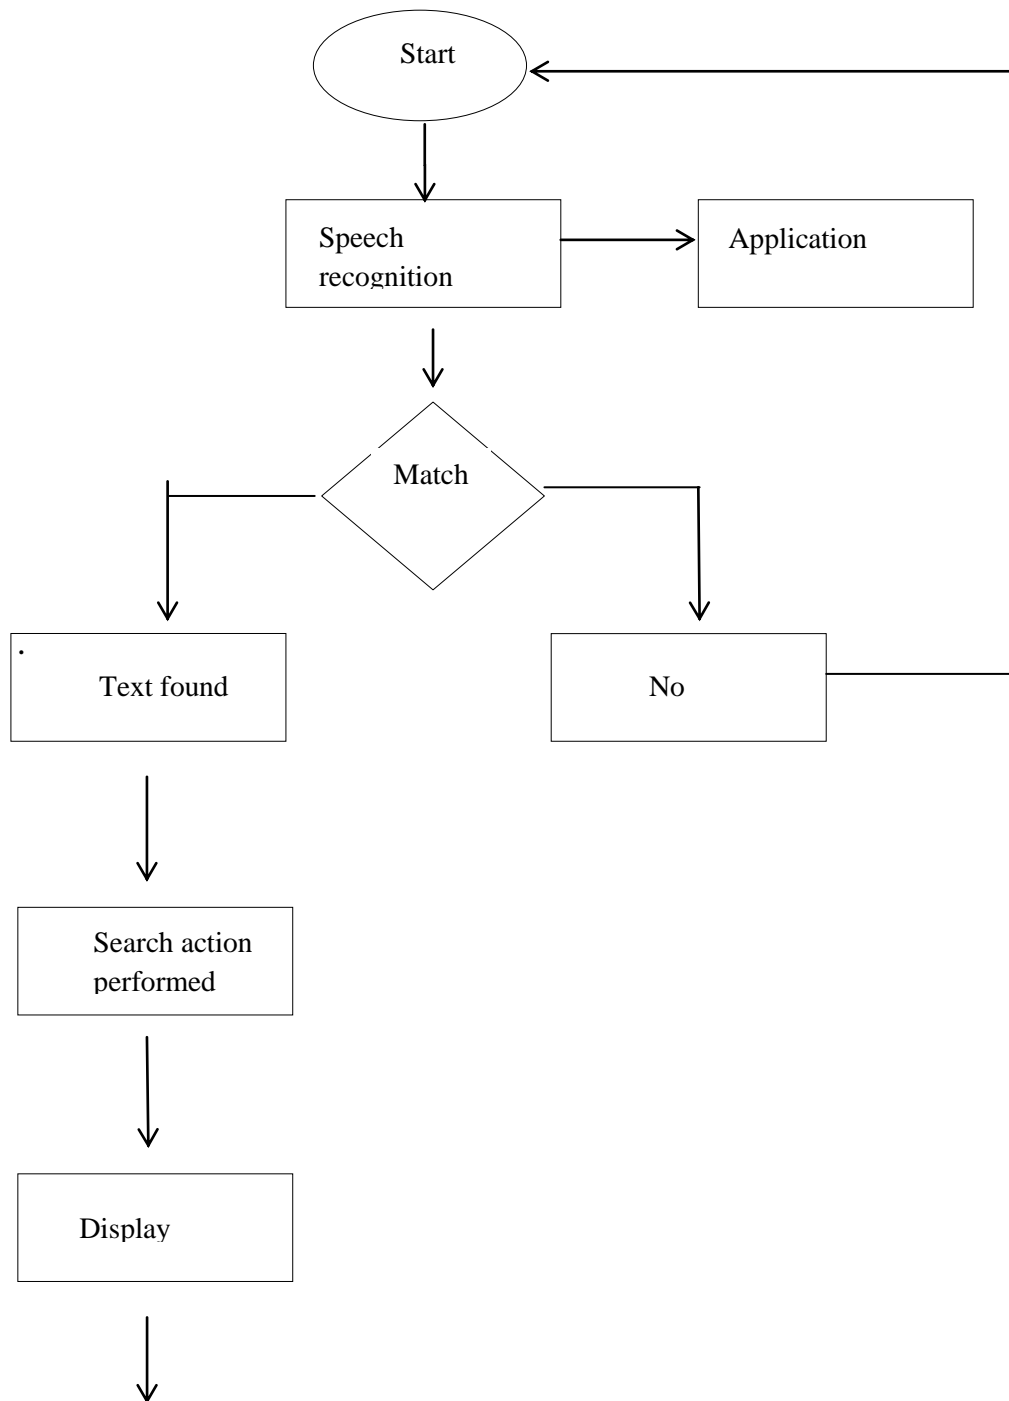 Start
Speech
recognition
Application
Match
Text found
No
Search action
performed
Display